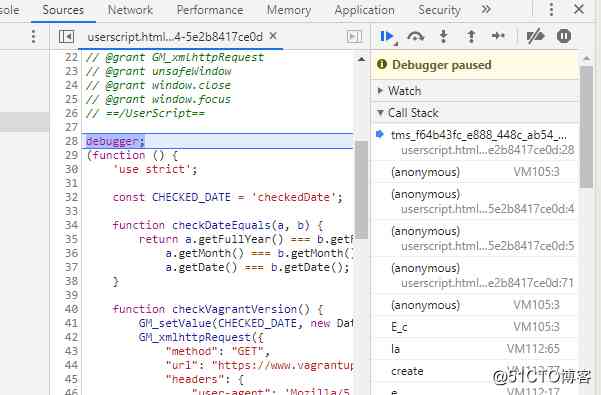 sole Sources Network Performance Memory Application Security
userscript.html...4-5e2b8417ce0d ×
22 // @grant GM_xmlhttpRequest
23 // @grant unsafeWindow
24 // @grant window.close
25 // @grant window.focus
26 // ==/UserScript==
27
28 debugger;
29 (function () {
30 'use strict';
31
32 const CHECKED_DATE = 'checkedDate';
33
34 function checkDateEquals(a, b) {
35 return a.getFullYear() === b.getF
36 a.getMonth() === b.getMonth()
37 a.getDate() === b.getDate();
38 }
39
40 function checkVagrantVersion() {
41 GM_setValue(CHECKED_DATE, new Dat
42 GM_xmlhttpRequest({
43 "method": "GET",
44 "url": "https://www.vagrantup
45 "headers": {
46 "user-agent": 'Mozilla/5
Debugger paused
Watch
Call Stack
tms_f64b43fc_e888_448c_ab54_...
userscript.html...e2b8417ce0d:28
(anonymous) VM105:3
(anonymous)
userscript.html...5e2b8417ce0d:4
(anonymous)
userscript.html...5e2b8417ce0d:5
(anonymous)
userscript.html...e2b8417ce0d:71
(anonymous) VM105:3
E_c VM105:3
la VM112:65
create VM112:77
e
@51CTO博客